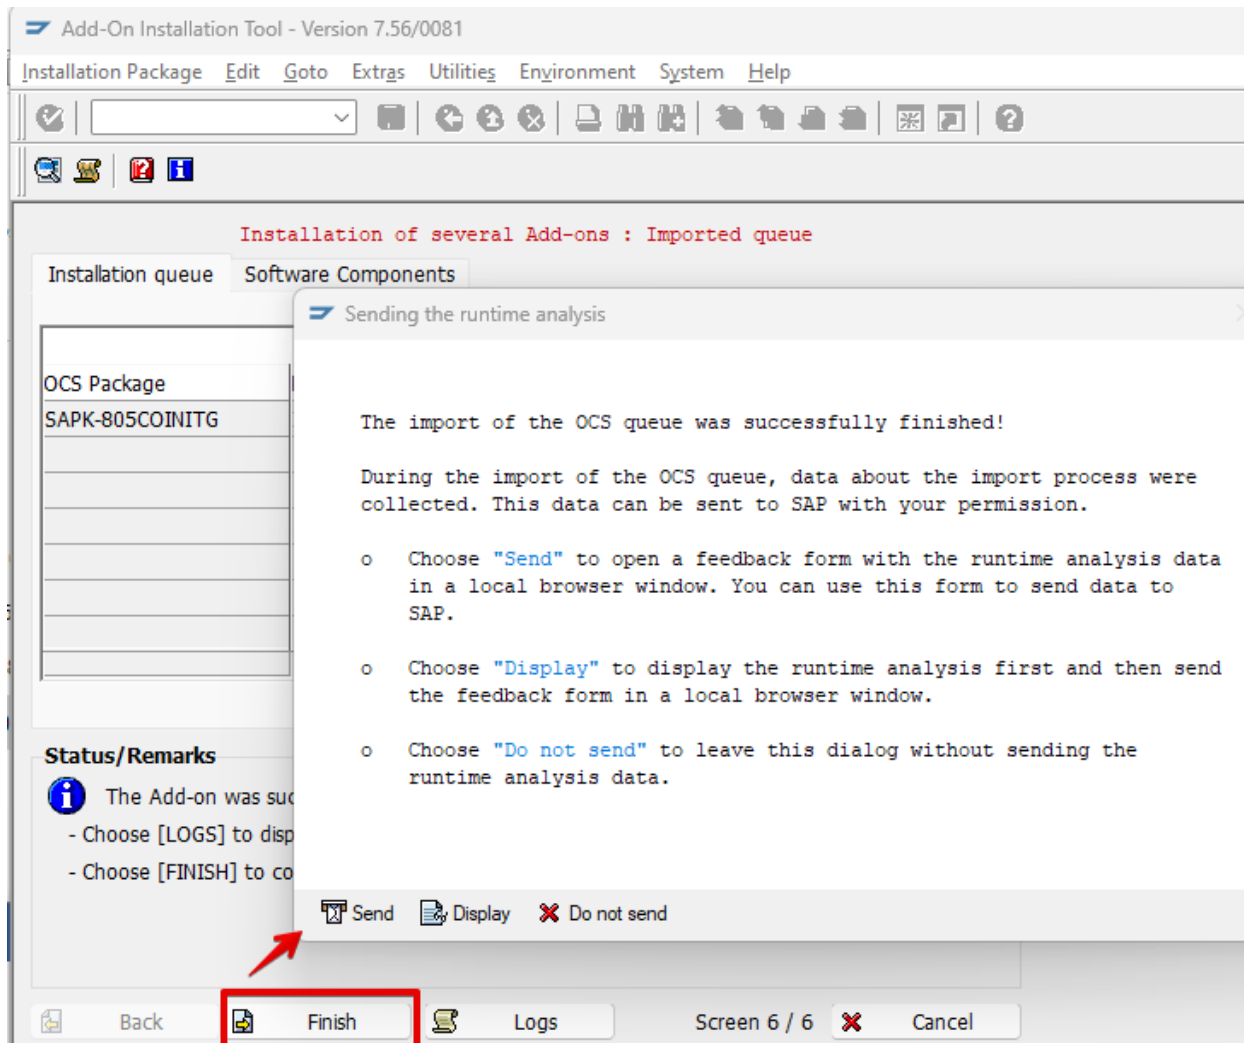 Add-On Installation Tool - Version 7.56/0081
Installation Package Edit Goto Extras Utilities Environment System Help
Installation of several Add-ons : Imported queue
Installation queue Software Components
Sending the runtime analysis
OCS Package
SAPK-805COINITG
The import of the OCS queue was successfully finished!
During the import of the OCS queue, data about the import process were
collected. This data can be sent to SAP with your permission.
o Choose "Send" to open a feedback form with the runtime analysis data
in a local browser window. You can use this form to send data to
SAP.
o Choose "Display" to display the runtime analysis first and then send
the feedback form in a local browser window.
o Choose "Do not send" to leave this dialog without sending the
runtime analysis data.
Send Display Do not send
Status/Remarks
The Add-on was suc
- Choose [LOGS] to disp
- Choose [FINISH] to co
Back Finish Logs Screen 6 / 6 Cancel